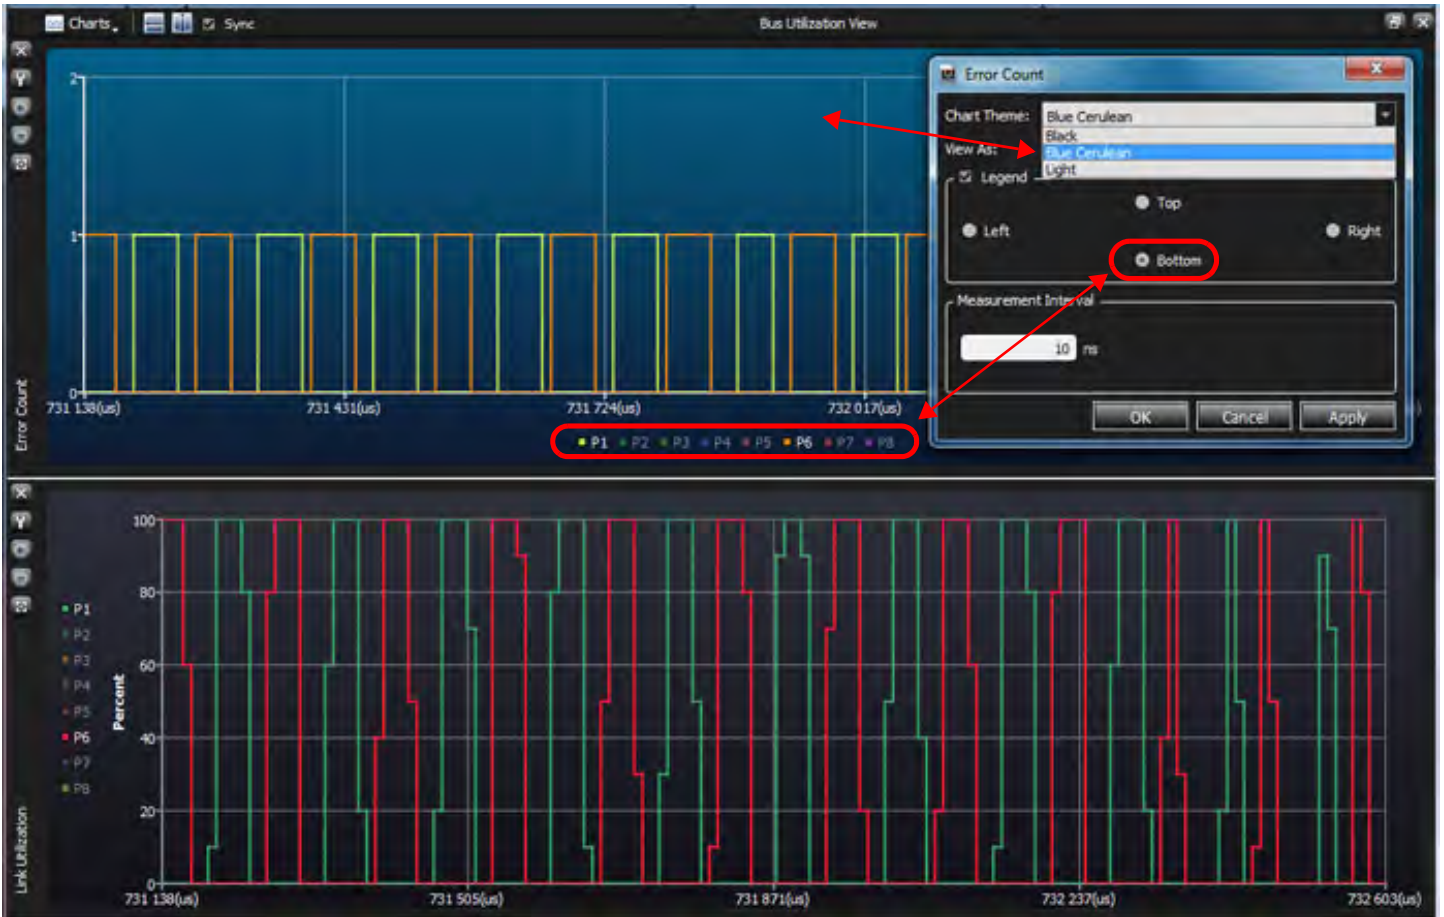 Charts
Sync
Bus Utilization View
Error Count
Chart Theme:
Blue Cerulean
Black
Blue Cerulean
Light
View As:
Legend
Top
Left
Right
Bottom
Measurement Interval
10 ns
OK
Cancel
Apply
2
1
0
731 138(us)
731 431(us)
731 724(us)
732 017(us)
Error Count
P1 P2 P3 P4 P5 P6 P7 P8
100
80
60
40
20
0
Percent
P1
P2
P3
P4
P5
P6
P7
P8
Link Utilization
731 138(us)
731 505(us)
731 871(us)
732 237(us)
732 603(us)